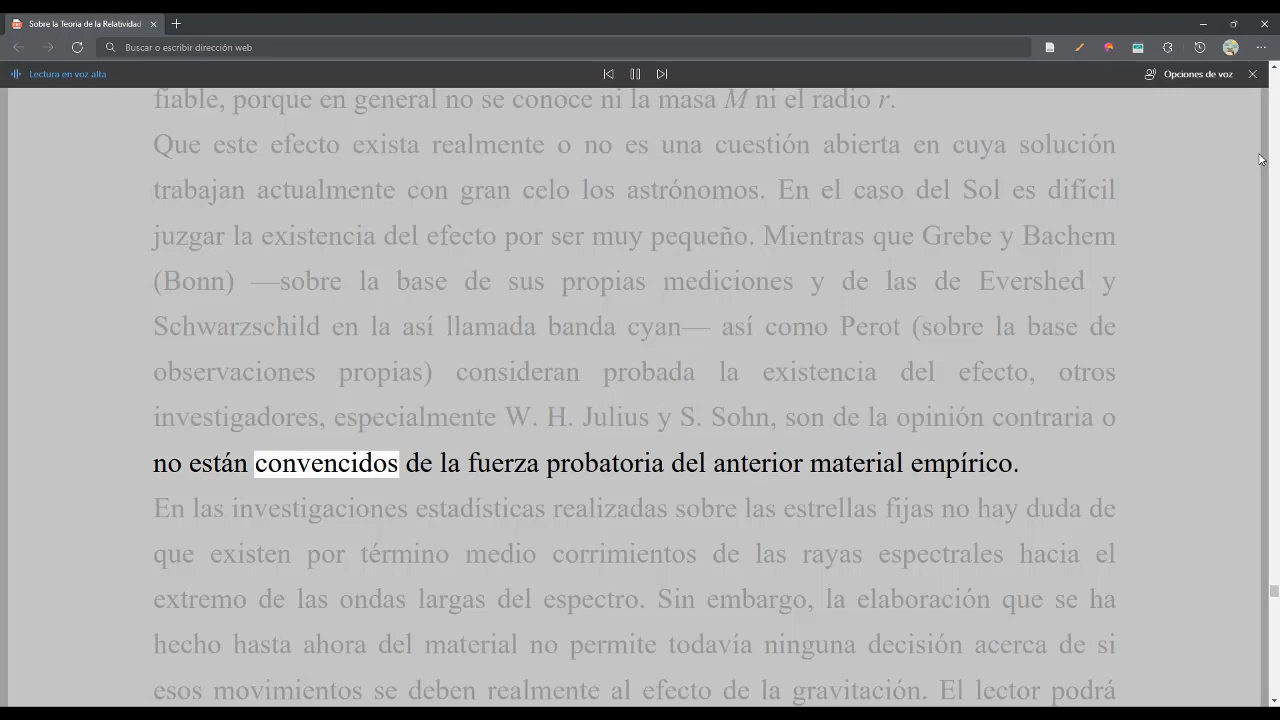 Sobre la Teoria de la Relatividad
Buscar o escribir dirección web
Lectura en voz alta
Opciones de voz
fiable, porque en general no se conoce ni la masa M ni el radio r.
Que este efecto exista realmente o no es una cuestión abierta en cuya solución
trabajan actualmente con gran celo los astrónomos. En el caso del Sol es difícil
juzgar la existencia del efecto por ser muy pequeño. Mientras que Grebe y Bachem
(Bonn) —sobre la base de sus propias mediciones y de las de Evershed y
Schwarzschild en la así llamada banda cyan— así como Perot (sobre la base de
observaciones propias) consideran probada la existencia del efecto, otros
investigadores, especialmente W. H. Julius y S. Sohn, son de la opinión contraria o
no están convencidos de la fuerza probatoria del anterior material empírico.
En las investigaciones estadísticas realizadas sobre las estrellas fijas no hay duda de
que existen por término medio corrimientos de las rayas espectrales hacia el
extremo de las ondas largas del espectro. Sin embargo, la elaboración que se ha
hecho hasta ahora del material no permite todavía ninguna decisión acerca de si
esos movimientos se deben realmente al efecto de la gravitación. El lector podrá